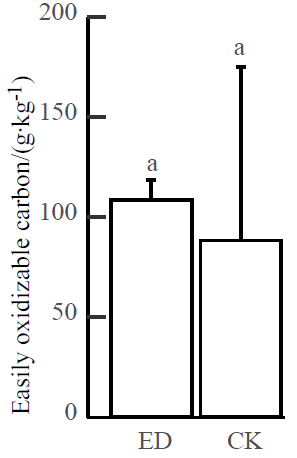 Easily oxidizable carbon/(g·kg-1)
200
150
100
50
0
a
a
ED
CK